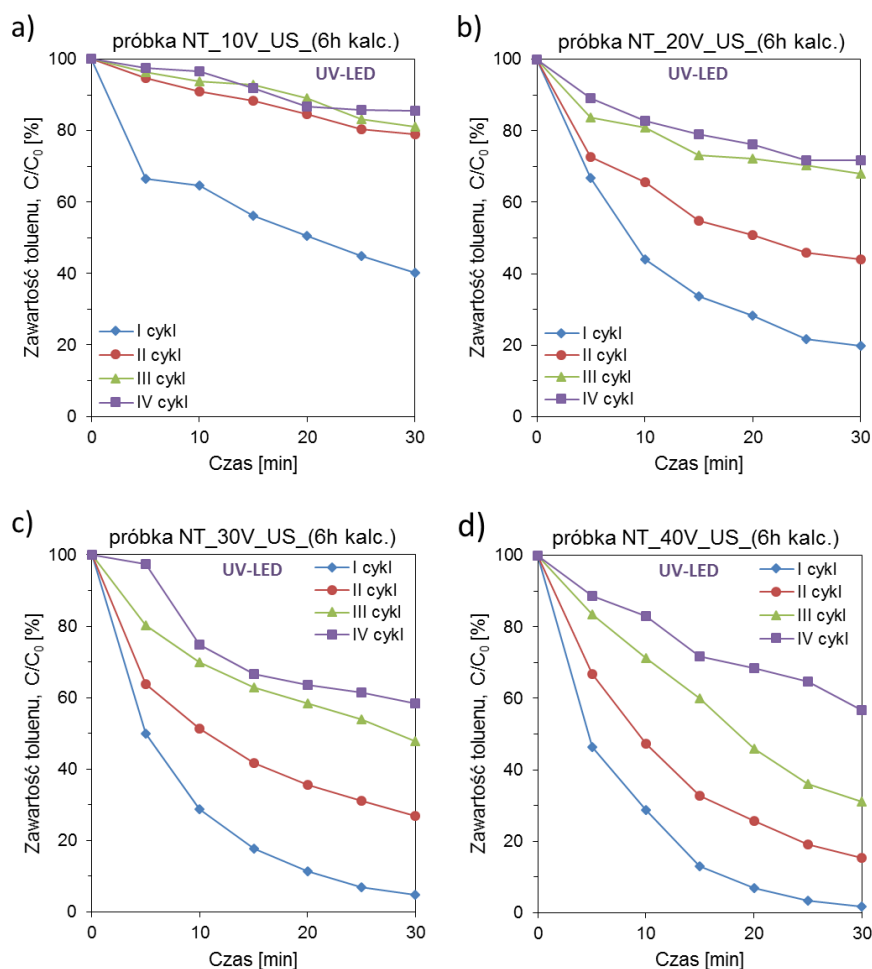 a)
próbka NT_10V_US_(6h kalc.)
UV-LED
Zawartość toluenu, C/C₀ [%]
100
80
60
40
20
0
I cykl
II cykl
III cykl
IV cykl
0 10 20 30
Czas [min]
b)
próbka NT_20V_US_(6h kalc.)
UV-LED
Zawartość toluenu, C/C₀ [%]
100
80
60
40
20
0
I cykl
II cykl
III cykl
IV cykl
0 10 20 30
Czas [min]
c)
próbka NT_30V_US_(6h kalc.)
UV-LED
Zawartość toluenu, C/C₀ [%]
100
80
60
40
20
0
I cykl
II cykl
III cykl
IV cykl
0 10 20 30
Czas [min]
d)
próbka NT_40V_US_(6h kalc.)
UV-LED
Zawartość toluenu, C/C₀ [%]
100
80
60
40
20
0
I cykl
II cykl
III cykl
IV cykl
0 10 20 30
Czas [min]